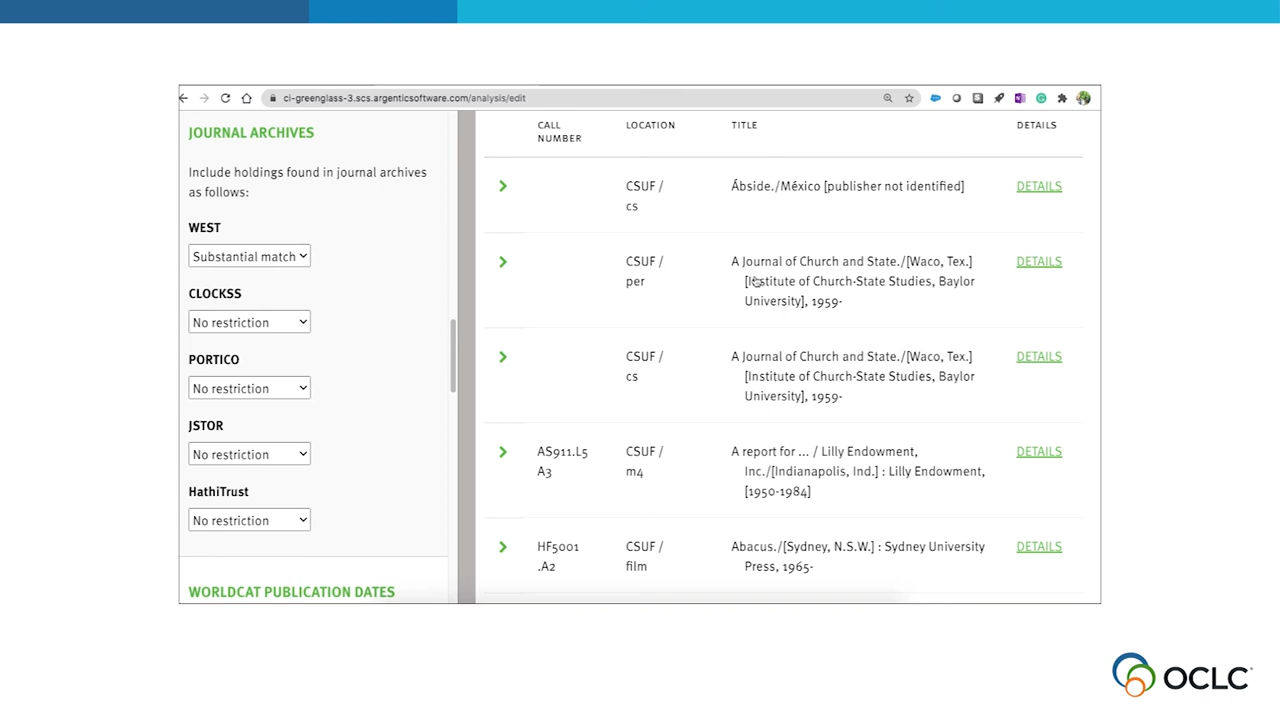 ci-greenglass-3.scs.argenticsoftware.com/analysis/edit
JOURNAL ARCHIVES
Include holdings found in journal archives
as follows:
WEST
Substantial match
CLOCKSS
No restriction
PORTICO
No restriction
JSTOR
No restriction
HathiTrust
No restriction
WORLDCAT PUBLICATION DATES
CALL
NUMBER
LOCATION
TITLE
DETAILS
CSUF /
cs
Ábside./México [publisher not identified]
DETAILS
CSUF /
per
A Journal of Church and State./[Waco, Tex.]
[Institute of Church-State Studies, Baylor
University], 1959-
DETAILS
CSUF /
cs
A Journal of Church and State./[Waco, Tex.]
[Institute of Church-State Studies, Baylor
University], 1959-
DETAILS
AS911.L5
A3
CSUF /
m4
A report for ... / Lilly Endowment,
Inc./[Indianapolis, Ind.] : Lilly Endowment,
[1950-1984]
DETAILS
HF5001
.A2
CSUF /
film
Abacus./[Sydney, N.S.W.] : Sydney University
Press, 1965-
DETAILS
OCLC